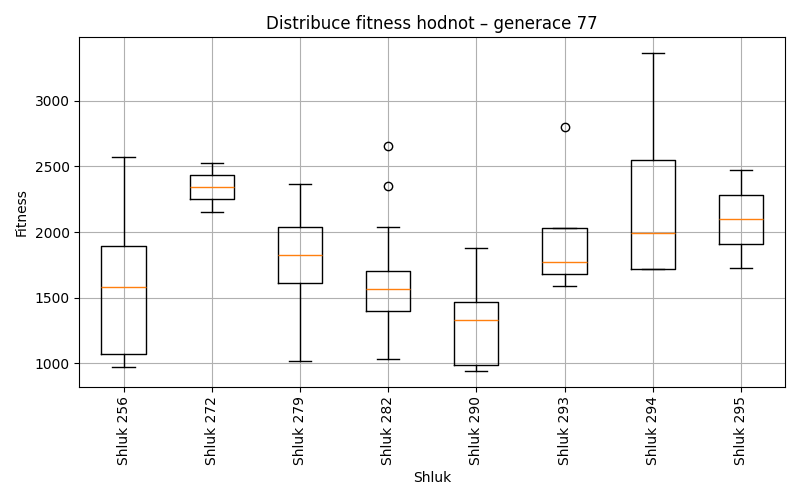 Distribuce fitness hodnot – generace 77
Fitness
3000
2500
2000
1500
1000
Shluk 256
Shluk 272
Shluk 279
Shluk 282
Shluk 290
Shluk 293
Shluk 294
Shluk 295
Shluk